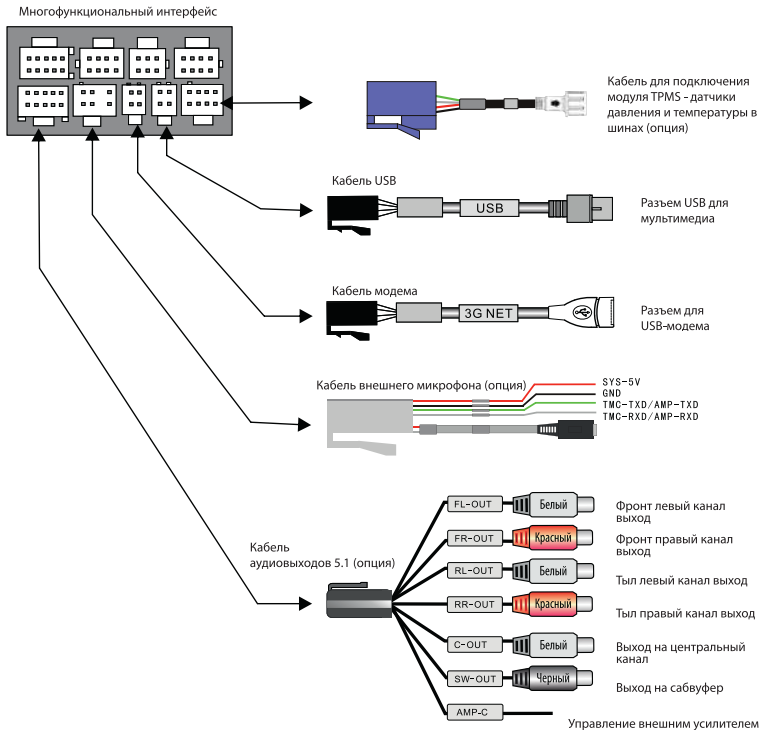 Многофункциональный интерфейс
Кабель для подключения
модуля TPMS - датчики
давления и температуры в
шинах (опция)
Кабель USB
USB
Разъем USB для
мультимедиа
Кабель модема
3G NET
Разъем для
USB-модема
Кабель внешнего микрофона (опция)
SYS-5V
GND
TMC-TXD/AMP-TXD
TMC-RXD/AMP-RXD
Кабель
аудиовыходов 5.1 (опция)
FL-OUT
Белый
Фронт левый канал
выход
FR-OUT
Красный
Фронт правый канал
выход
RL-OUT
Белый
Тыл левый канал выход
RR-OUT
Красный
Тыл правый канал выход
C-OUT
Белый
Выход на центральный
канал
SW-OUT
Черный
Выход на сабвуфер
AMP-C
Управление внешним усилителем